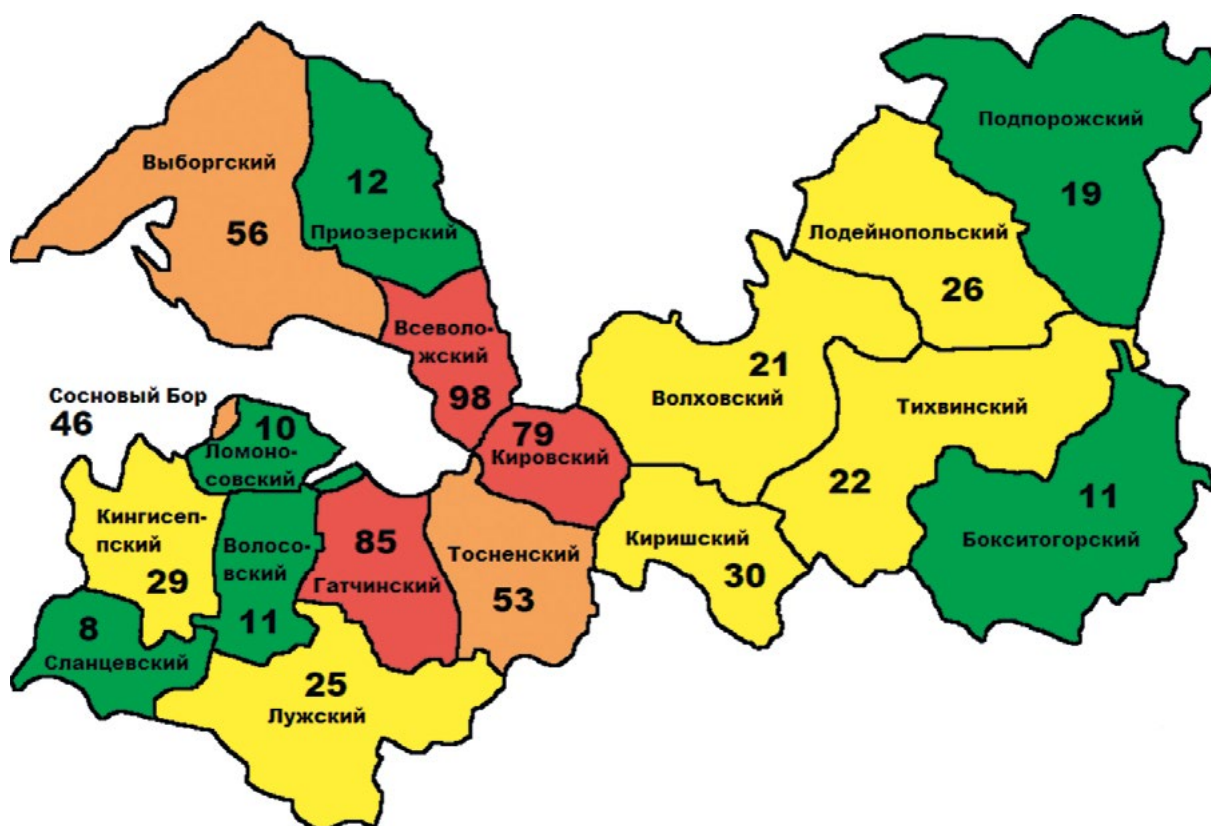 Выборгский
56
12
Приозерский
Всеволо-
жский
98
Подпорожский
19
Лодейнопольский
26
21
Волховский
Тихвинский
22
11
Бокситогорский
Сосновый Бор
46
10
Ломоно-
совский
79
Кировский
Кингисеп-
пский
29
Волосо-
вский
11
85
Гатчинский
Тосненский
53
Киришский
30
8
Сланцевский
25
Лужский